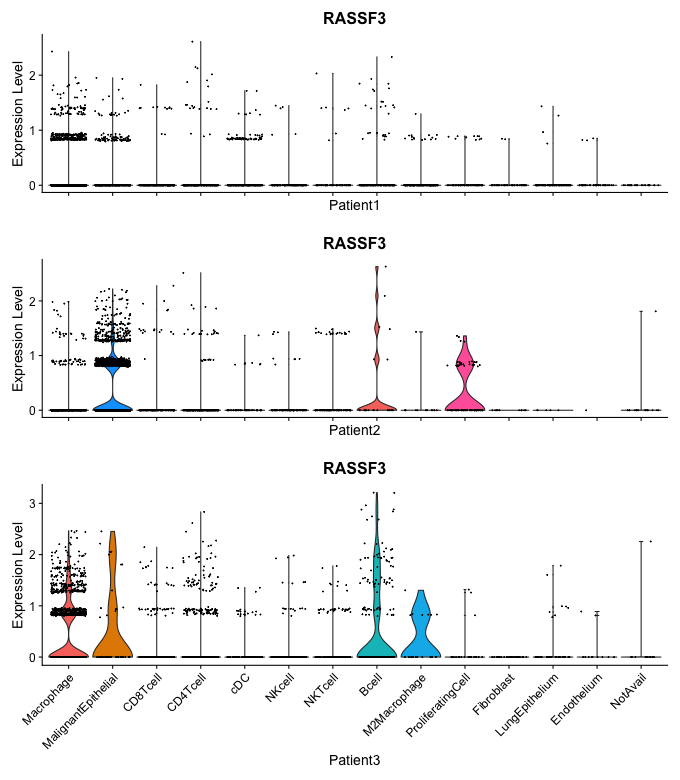 RASSF3
Expression Level
2
1
0
Patient1
RASSF3
Expression Level
2
1
0
Patient2
RASSF3
Expression Level
3
2
1
0
Macrophage
MalignantEpithelial
CD8Tcell
CD4Tcell
cDC
NKcell
NKTcell
Bcell
M2Macrophage
ProliferatingCell
Fibroblast
LungEpithelium
Endothelium
NotAvail
Patient3